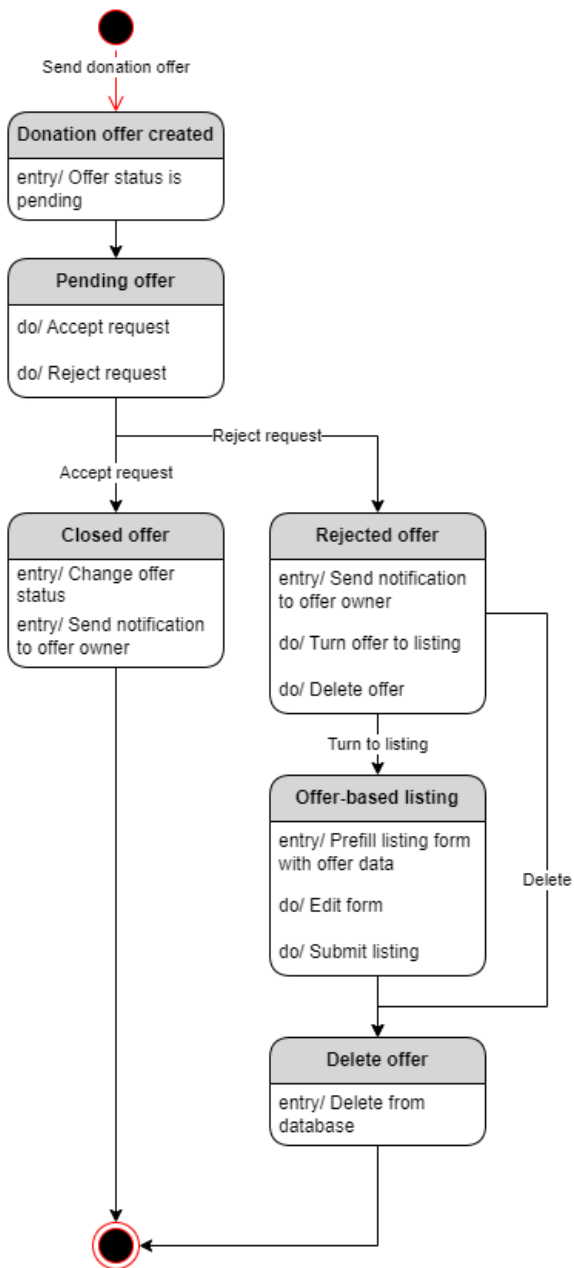 Send donation offer
Donation offer created
entry/ Offer status is
pending
Pending offer
do/ Accept request
do/ Reject request
Reject request
Accept request
Closed offer
entry/ Change offer
status
entry/ Send notification
to offer owner
Rejected offer
entry/ Send notification
to offer owner
do/ Turn offer to listing
do/ Delete offer
Turn to listing
Offer-based listing
entry/ Prefill listing form
with offer data
do/ Edit form
do/ Submit listing
Delete
Delete offer
entry/ Delete from
database